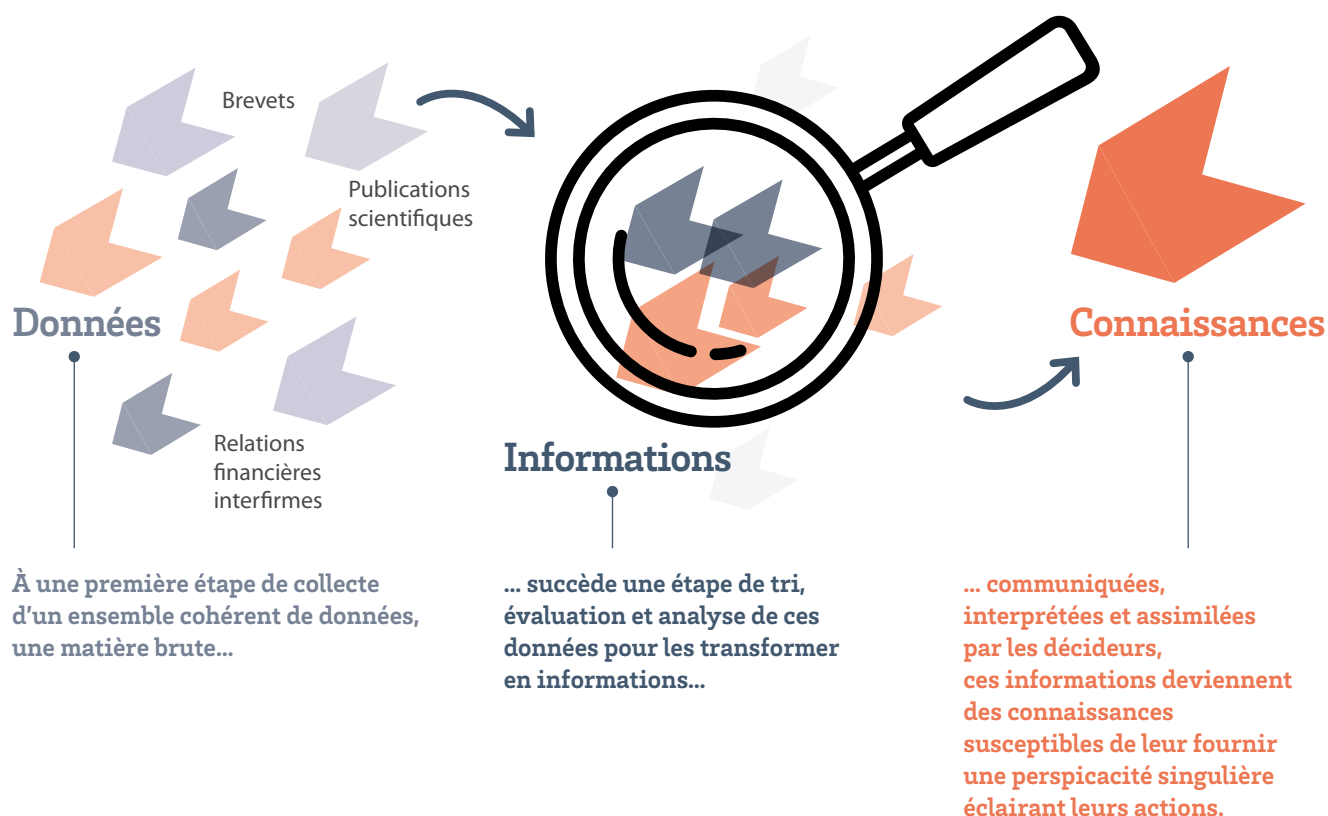 Brevets
Publications
scientifiques
Données
Relations
financières
interfirmes
À une première étape de collecte
d’un ensemble cohérent de données,
une matière brute...
Informations
... succède une étape de tri,
évaluation et analyse de ces
données pour les transformer
en informations...
Connaissances
... communiquées,
interprétées et assimilées
par les décideurs,
ces informations deviennent
des connaissances
susceptibles de leur fournir
une perspicacité singulière
éclairant leurs actions.